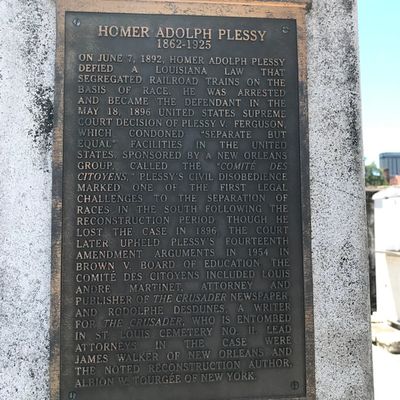 HOMER ADOLPH PLESSY
1862-1925
ON JUNE 7, 1892, HOMER ADOLPH PLESSY
DEFIED A LOUISIANA LAW THAT
SEGREGATED RAILROAD TRAINS ON THE
BASIS OF RACE. HE WAS ARRESTED
AND BECAME THE DEFENDANT IN THE
MAY 18, 1896 UNITED STATES SUPREME
COURT DECISION OF PLESSY V. FERGUSON,
WHICH CONDONED "SEPARATE BUT
EQUAL" FACILITIES IN THE UNITED
STATES. SPONSORED BY A NEW ORLEANS
GROUP, CALLED THE "COMITÉ DES
CITOYENS," PLESSY'S CIVIL DISOBEDIENCE
MARKED ONE OF THE FIRST LEGAL
CHALLENGES TO THE SEPARATION OF
RACES IN THE SOUTH FOLLOWING THE
RECONSTRUCTION PERIOD. THOUGH HE
LOST THE CASE IN 1896, THE COURT
LATER UPHELD PLESSY'S FOURTEENTH
AMENDMENT ARGUMENTS IN 1954 IN
BROWN V. BOARD OF EDUCATION. THE
COMITÉ DES CITOYENS INCLUDED LOUIS
ANDRÉ MARTINET, ATTORNEY AND
PUBLISHER OF THE CRUSADER NEWSPAPER,
AND RODOLPHE DESDUNES, A WRITER
FOR THE CRUSADER, WHO IS ENTOMBED
IN ST. LOUIS CEMETERY NO. II. LEAD
ATTORNEYS IN THE CASE WERE
JAMES WALKER OF NEW ORLEANS AND
THE NOTED RECONSTRUCTION AUTHOR,
ALBION W. TOURGÉE OF NEW YORK.